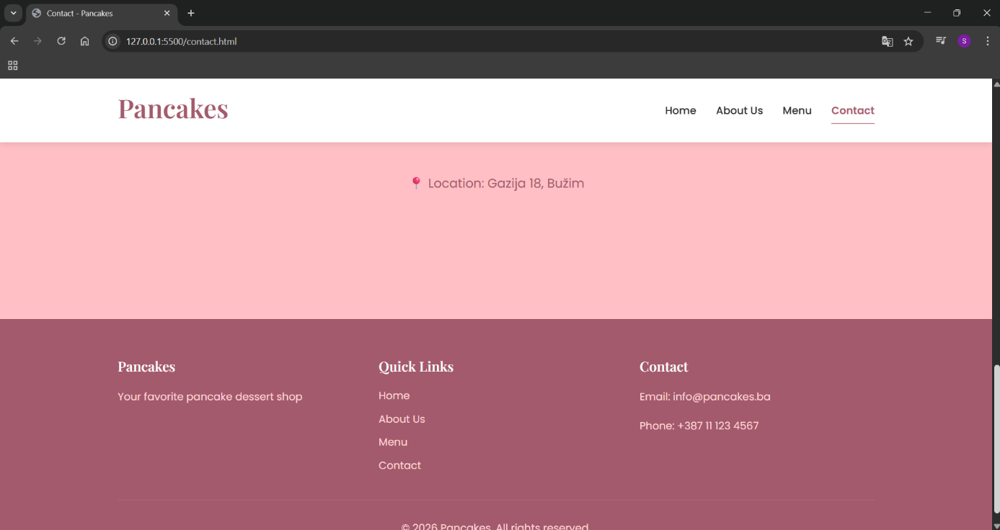 Contact - Pancakes
127.0.0.1:5500/contact.html
S
Pancakes
Home
About Us
Menu
Contact
📍 Location: Gazija 18, Bužim
Pancakes
Your favorite pancake dessert shop
Quick Links
Home
About Us
Menu
Contact
Contact
Email: info@pancakes.ba
Phone: +387 11 123 4567
© 2026 Pancakes. All rights reserved